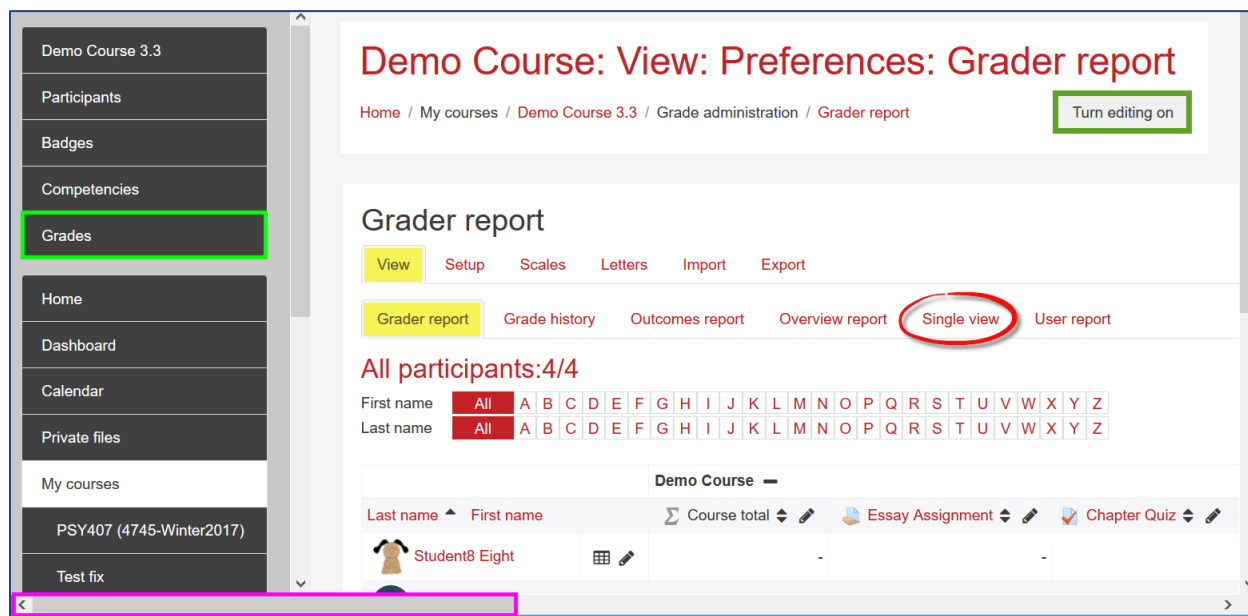 Demo Course 3.3
Participants
Badges
Competencies
Grades
Home
Dashboard
Calendar
Private files
My courses
PSY407 (4745-Winter2017)
Test fix
Demo Course: View: Preferences: Grader report
Home / My courses / Demo Course 3.3 / Grade administration / Grader report
Turn editing on
Grader report
View Setup Scales Letters Import Export
Grader report Grade history Outcomes report Overview report Single view User report
All participants:4/4
First name All A B C D E F G H I J K L M N O P Q R S T U V W X Y Z
Last name All A B C D E F G H I J K L M N O P Q R S T U V W X Y Z
Demo Course
Last name First name Σ Course total Essay Assignment Chapter Quiz
Student8 Eight - -